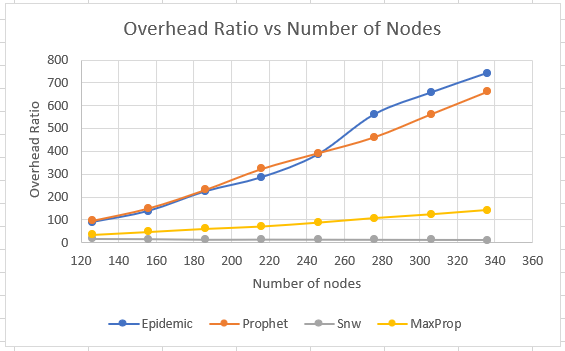 Overhead Ratio vs Number of Nodes
800
700
600
500
400
300
200
100
0
Overhead Ratio
120 140 160 180 200 220 240 260 280 300 320 340 360
Number of nodes
Epidemic Prophet Snw MaxProp